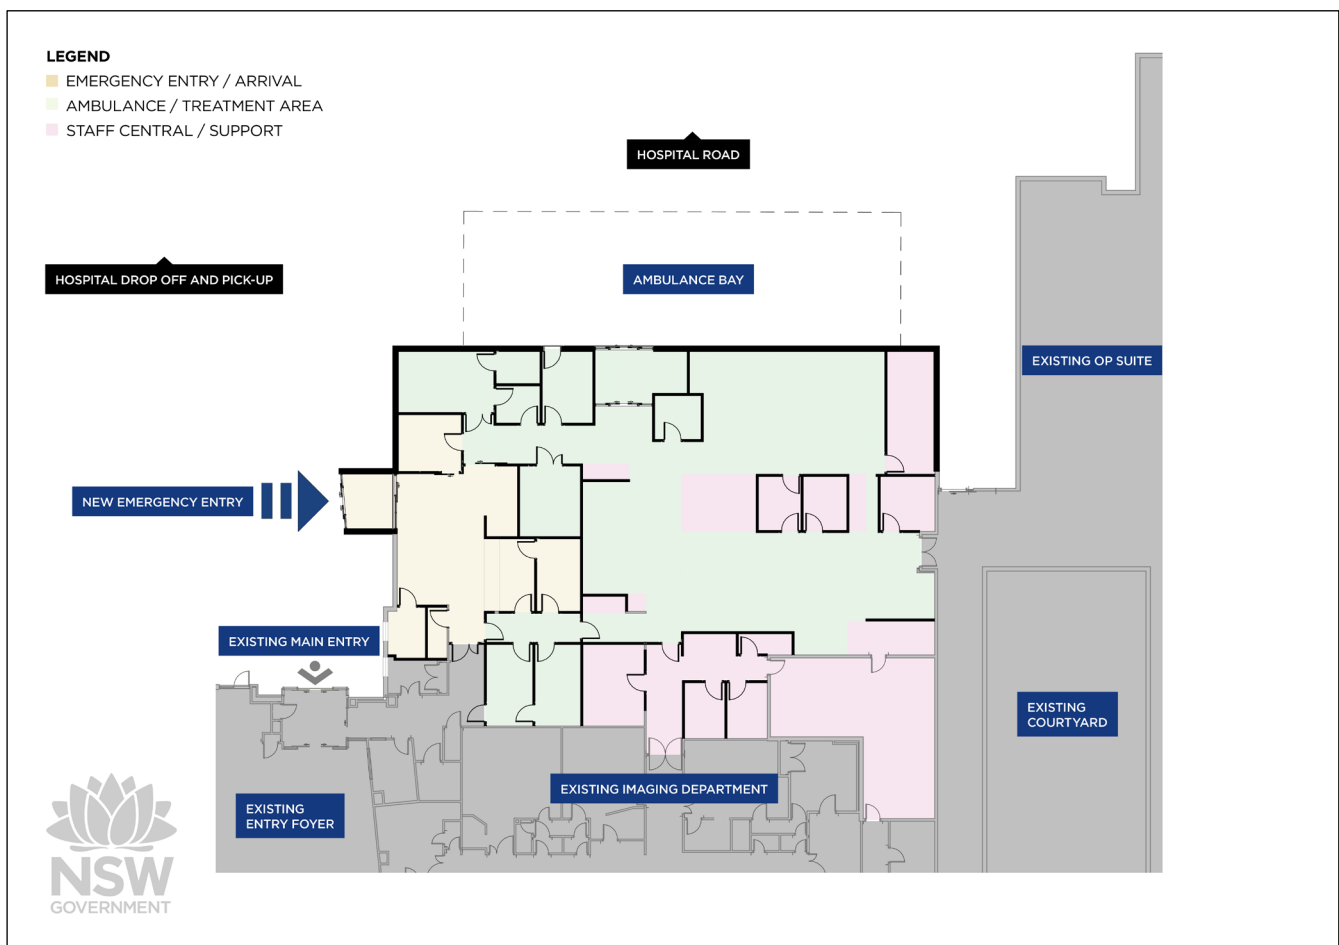 LEGEND
EMERGENCY ENTRY / ARRIVAL
AMBULANCE / TREATMENT AREA
STAFF CENTRAL / SUPPORT
HOSPITAL ROAD
HOSPITAL DROP OFF AND PICK-UP
AMBULANCE BAY
EXISTING OP SUITE
NEW EMERGENCY ENTRY
EXISTING MAIN ENTRY
EXISTING
COURTYARD
EXISTING IMAGING DEPARTMENT
EXISTING
ENTRY FOYER
NSW
GOVERNMENT